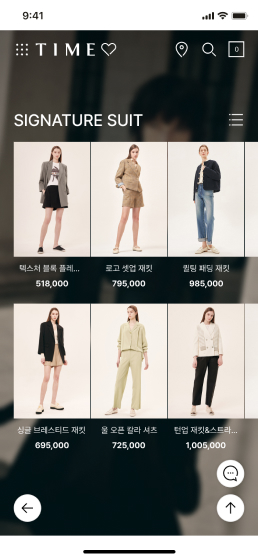 9:41
TIME
0
SIGNATURE SUIT
텍스처 블록 플레...
로고 셋업 재킷
퀼팅 패딩 재킷
518,000
795,000
985,000
싱글 브레스티드 재킷
울 오픈 칼라 셔츠
턴업 재킷&스트라...
695,000
725,000
1,005,000